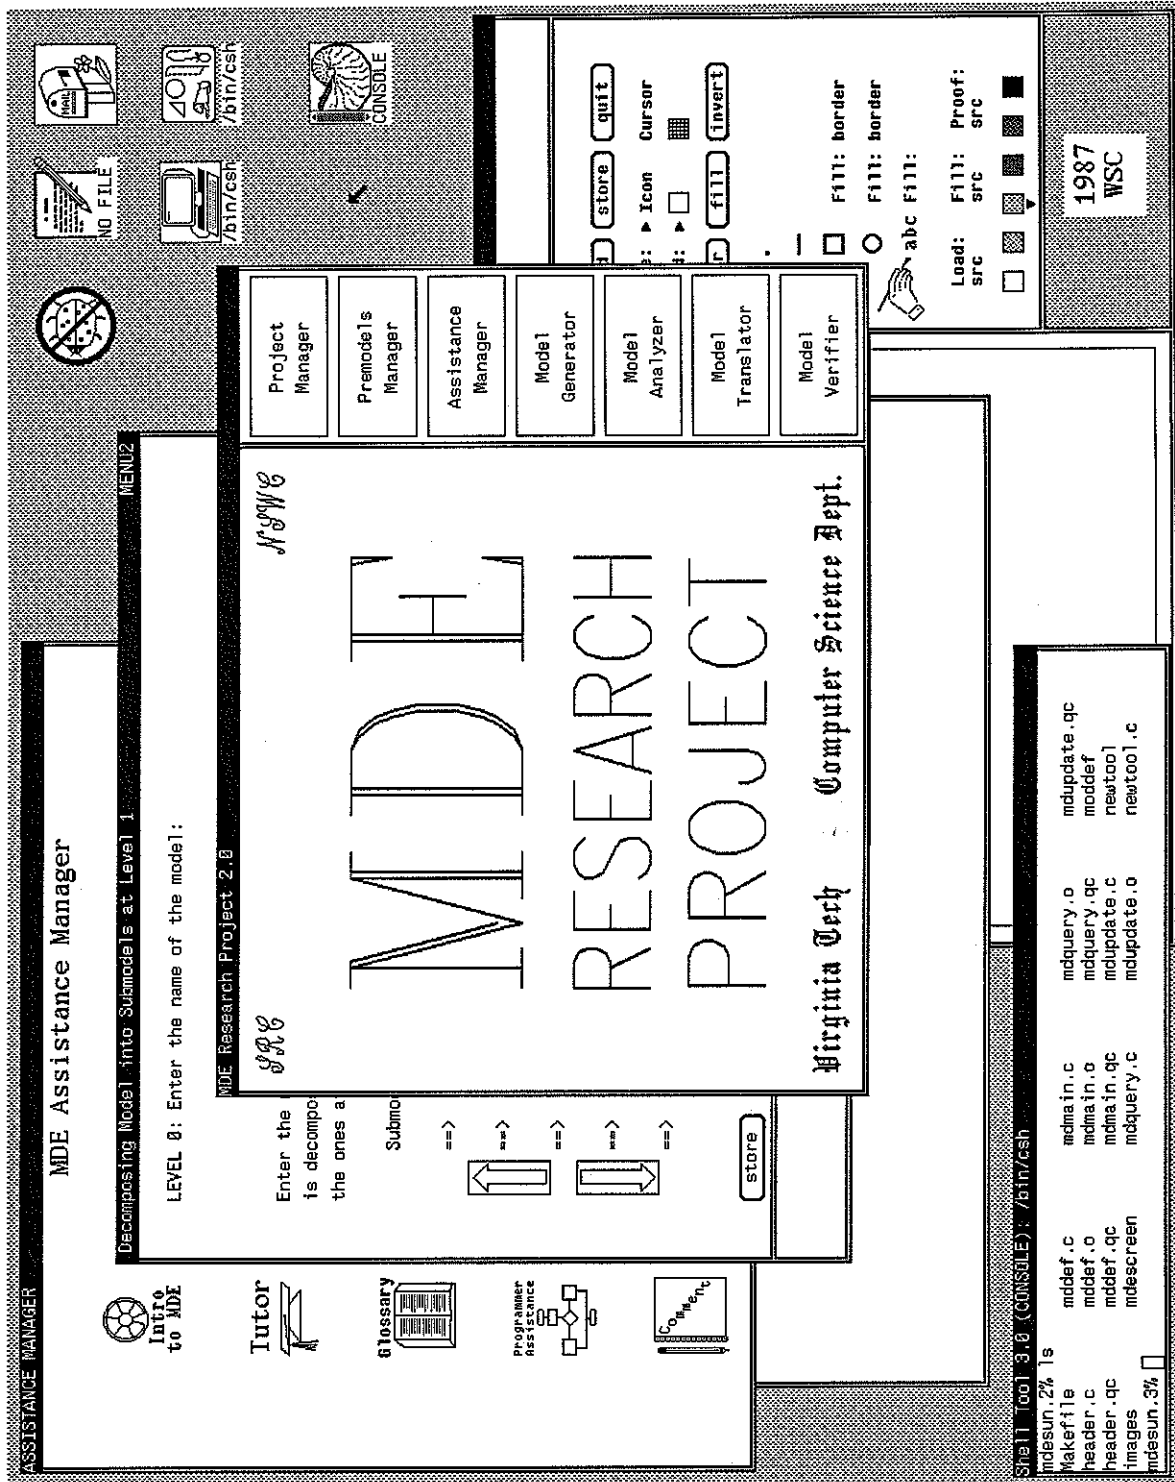 ASSISTANCE MANAGER
MDE Assistance Manager
Intro
to MDE
Tutor
Glossary
Programmer
Assistance
Comment
Decomposing Model into Submodels at Level 1
MENU2
LEVEL 0: Enter the name of the model:
Enter the
is decompo
the ones a
Submo
==>
==>
==>
==>
==>
store
MDE Research Project 2.0
SRC
NSWC
MDE
RESEARCH
PROJECT
Virginia Tech
Computer Science Dept.
Project
Manager
Premodels
Manager
Assistance
Manager
Model
Generator
Model
Analyzer
Model
Translator
Model
Verifier
MAIL
NO FILE
/bin/csh
/bin/csh
CONSOLE
d store quit
e: Icon Cursor
d:
r fill invert
Fill: border
Fill: border
abc Fill:
Load: Fill: Proof:
src src src
1987
WSC
Shell Tool 3.0 (CONSOLE): /bin/csh
mdesun.2% ls
Makefile mddef.c mdmain.c mdquery.o mdupdate.qc
header.c mddef.o mdmain.o mdquery.qc moddef
header.qc mddef.qc mdmain.qc mdupdate.c newtool
images mdescreen mdquery.c mdupdate.o newtool.c
mdesun.3%